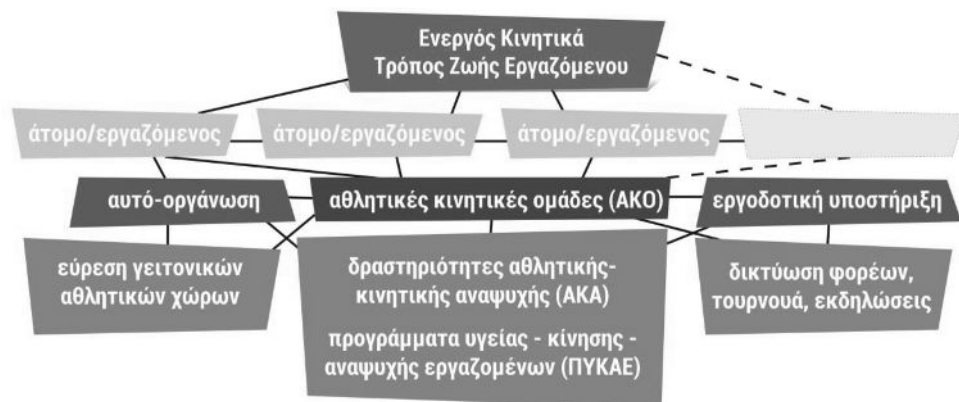 Ενεργός Κινητικά
Τρόπος Ζωής Εργαζόμενου
άτομο/εργαζόμενος
άτομο/εργαζόμενος
άτομο/εργαζόμενος
αυτό-οργάνωση
αθλητικές κινητικές ομάδες (ΑΚΟ)
εργοδοτική υποστήριξη
εύρεση γειτονικών
αθλητικών χώρων
δραστηριότητες αθλητικής-
κινητικής αναψυχής (ΑΚΑ)
προγράμματα υγείας - κίνησης -
αναψυχής εργαζομένων (ΠΥΚΑΕ)
δικτύωση φορέων,
τουρνουά, εκδηλώσεις